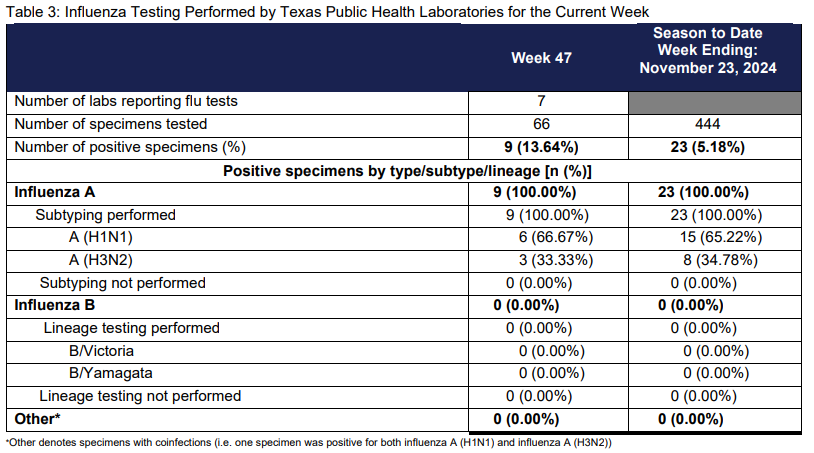 Table 3: Influenza Testing Performed by Texas Public Health Laboratories for the Current Week
Week 47
Season to Date
Week Ending:
November 23, 2024
Number of labs reporting flu tests 7
Number of specimens tested 66 444
Number of positive specimens (%) 9 (13.64%) 23 (5.18%)
Positive specimens by type/subtype/lineage [n (%)]
Influenza A 9 (100.00%) 23 (100.00%)
Subtyping performed 9 (100.00%) 23 (100.00%)
A (H1N1) 6 (66.67%) 15 (65.22%)
A (H3N2) 3 (33.33%) 8 (34.78%)
Subtyping not performed 0 (0.00%) 0 (0.00%)
Influenza B 0 (0.00%) 0 (0.00%)
Lineage testing performed 0 (0.00%) 0 (0.00%)
B/Victoria 0 (0.00%) 0 (0.00%)
B/Yamagata 0 (0.00%) 0 (0.00%)
Lineage testing not performed 0 (0.00%) 0 (0.00%)
Other* 0 (0.00%) 0 (0.00%)
*Other denotes specimens with coinfections (i.e. one specimen was positive for both influenza A (H1N1) and influenza A (H3N2))